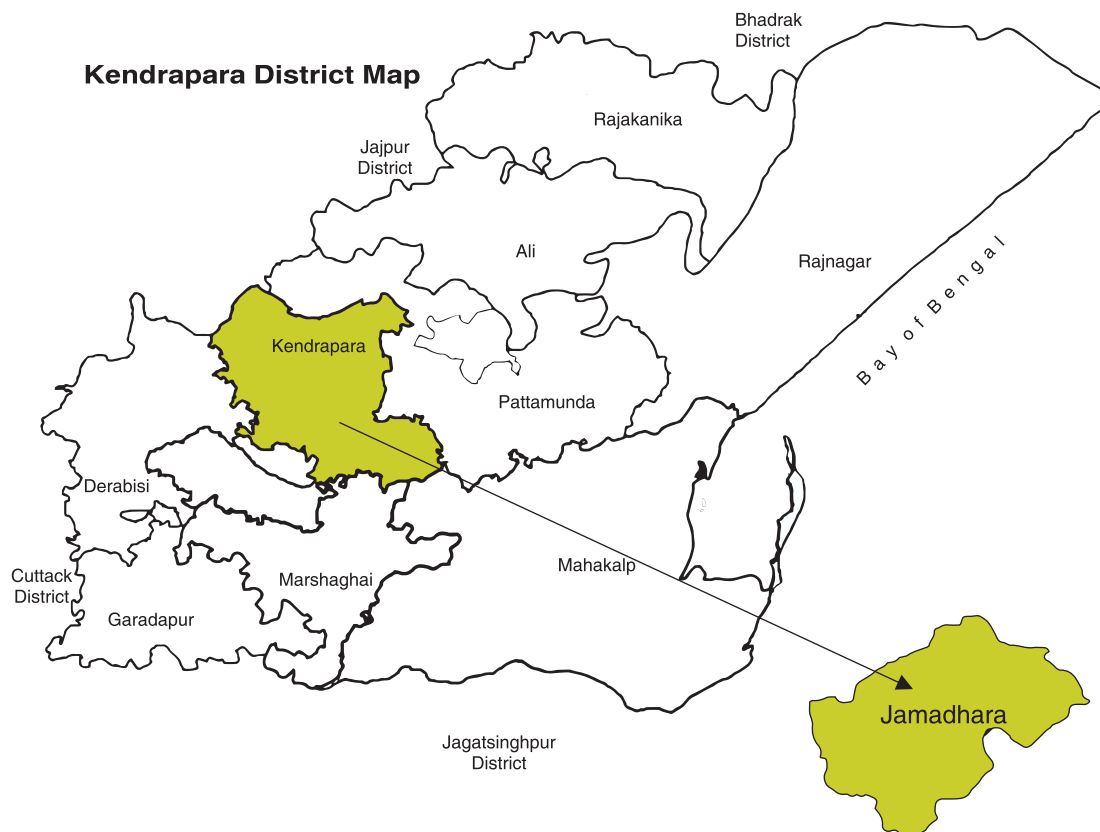 Bhadrak
District
Kendrapara District Map
Rajakanika
Jajpur
District
Ali
Rajnagar
Bay of Bengal
Kendrapara
Pattamunda
Derabisi
Mahakalp
Cuttack
District
Marshaghai
Garadapur
Jamadhara
Jagatsinghpur
District